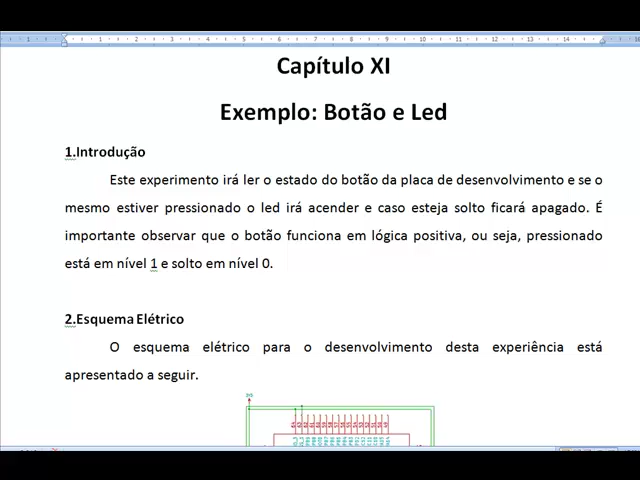 Capítulo XI
Exemplo: Botão e Led
1.Introdução
Este experimento irá ler o estado do botão da placa de desenvolvimento e se o
mesmo estiver pressionado o led irá acender e caso esteja solto ficará apagado. É
importante observar que o botão funciona em lógica positiva, ou seja, pressionado
está em nível 1 e solto em nível 0.
2.Esquema Elétrico
O esquema elétrico para o desenvolvimento desta experiência está
apresentado a seguir.